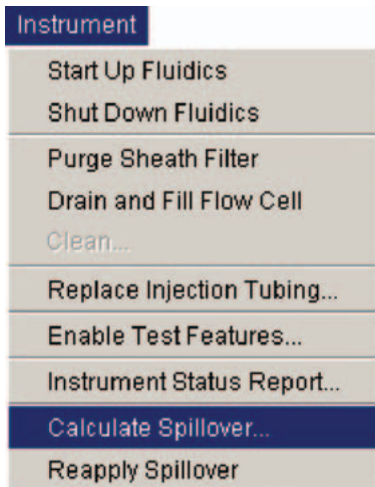 Instrument
Start Up Fluidics
Shut Down Fluidics
Purge Sheath Filter
Drain and Fill Flow Cell
Clean...
Replace Injection Tubing...
Enable Test Features...
Instrument Status Report...
Calculate Spillover...
Reapply Spillover